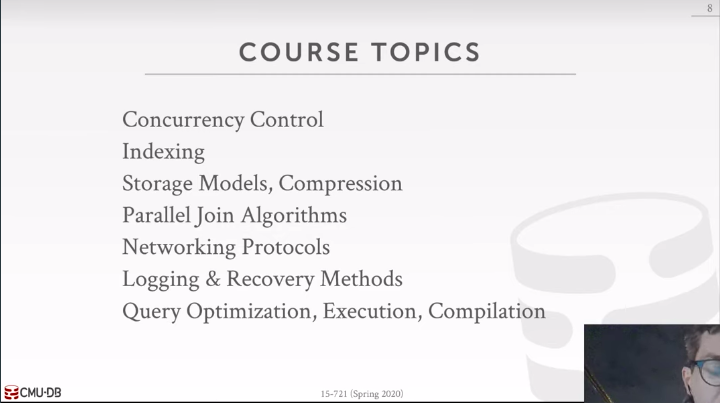 8
COURSE TOPICS
Concurrency Control
Indexing
Storage Models, Compression
Parallel Join Algorithms
Networking Protocols
Logging & Recovery Methods
Query Optimization, Execution, Compilation
CMU·DB
15-721 (Spring 2020)